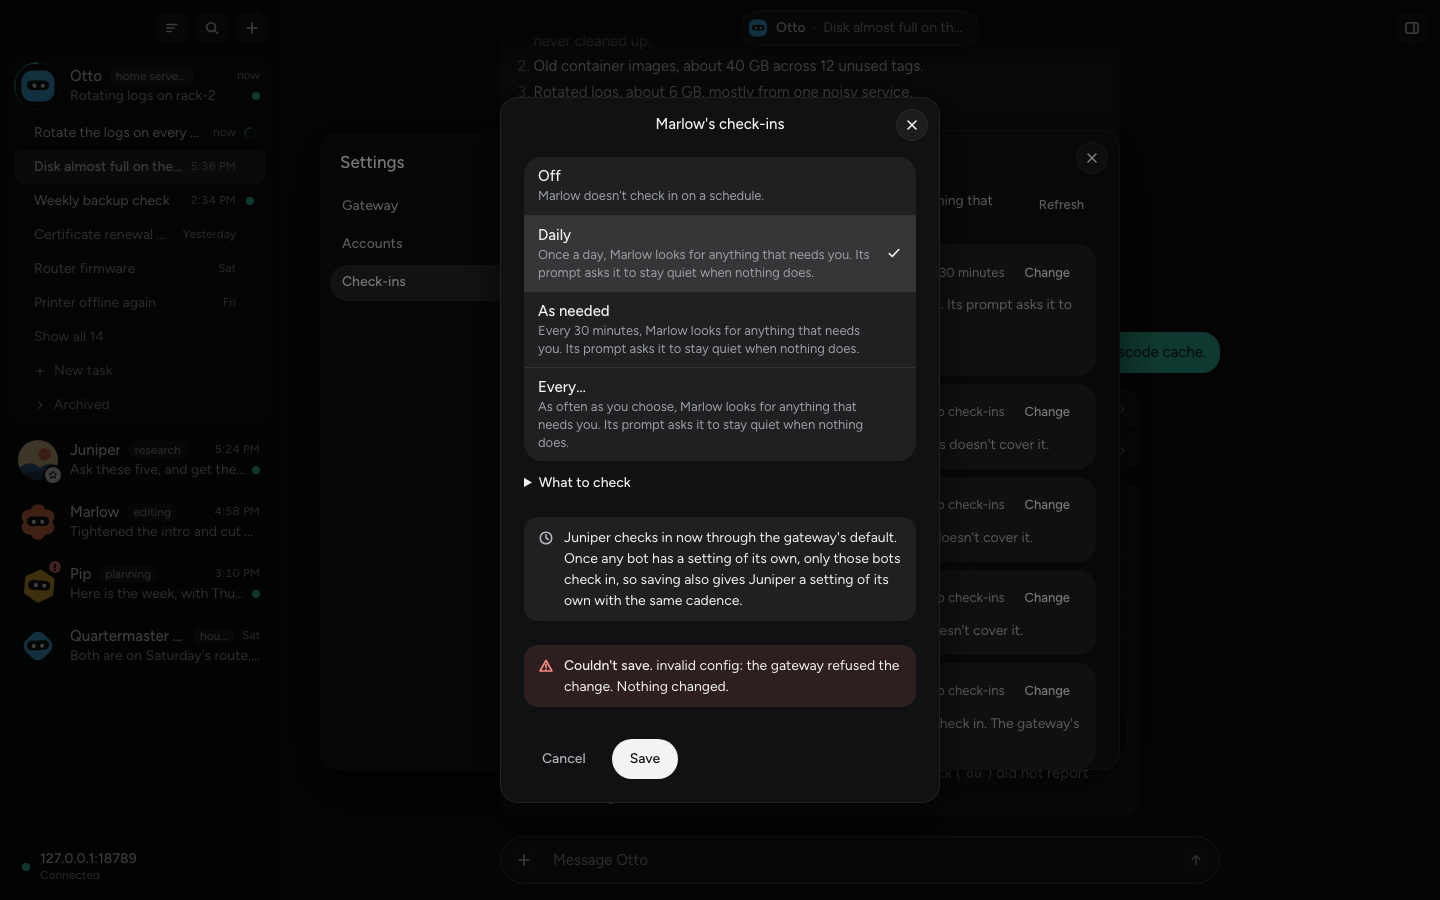 Otto · Disk almost full on th...
never cleaned up.
2. Old container images, about 40 GB across 12 unused tags.
3. Rotated logs, about 6 GB, mostly from one noisy service.
Otto home serve... now
Rotating logs on rack-2
Rotate the logs on every ... now
Disk almost full on the... 5:36 PM
Weekly backup check 2:34 PM
Certificate renewal ... Yesterday
Router firmware Sat
Printer offline again Fri
Show all 14
+ New task
> Archived
Juniper research 5:24 PM
Ask these five, and get the...
Marlow editing 4:58 PM
Tightened the intro and cut ...
Pip planning 3:10 PM
Here is the week, with Thu...
Quartermaster ... hou... Sat
Both are on Saturday's route,...
127.0.0.1:18789
Connected
Settings
Gateway
Accounts
Check-ins
Marlow's check-ins
Off
Marlow doesn't check in on a schedule.
Daily
Once a day, Marlow looks for anything that needs you. Its
prompt asks it to stay quiet when nothing does.
As needed
Every 30 minutes, Marlow looks for anything that needs
you. Its prompt asks it to stay quiet when nothing does.
Every...
As often as you choose, Marlow looks for anything that
needs you. Its prompt asks it to stay quiet when nothing
does.
What to check
Juniper checks in now through the gateway's default.
Once any bot has a setting of its own, only those bots
check in, so saving also gives Juniper a setting of its
own with the same cadence.
Couldn't save. invalid config: the gateway refused the
change. Nothing changed.
Cancel
Save
that
Refresh
30 minutes Change
. Its prompt asks it to
check-ins Change
doesn't cover it.
check-ins Change
doesn't cover it.
check-ins Change
cover it.
check-ins Change
check in. The gateway's
cache.
did not report
Message Otto